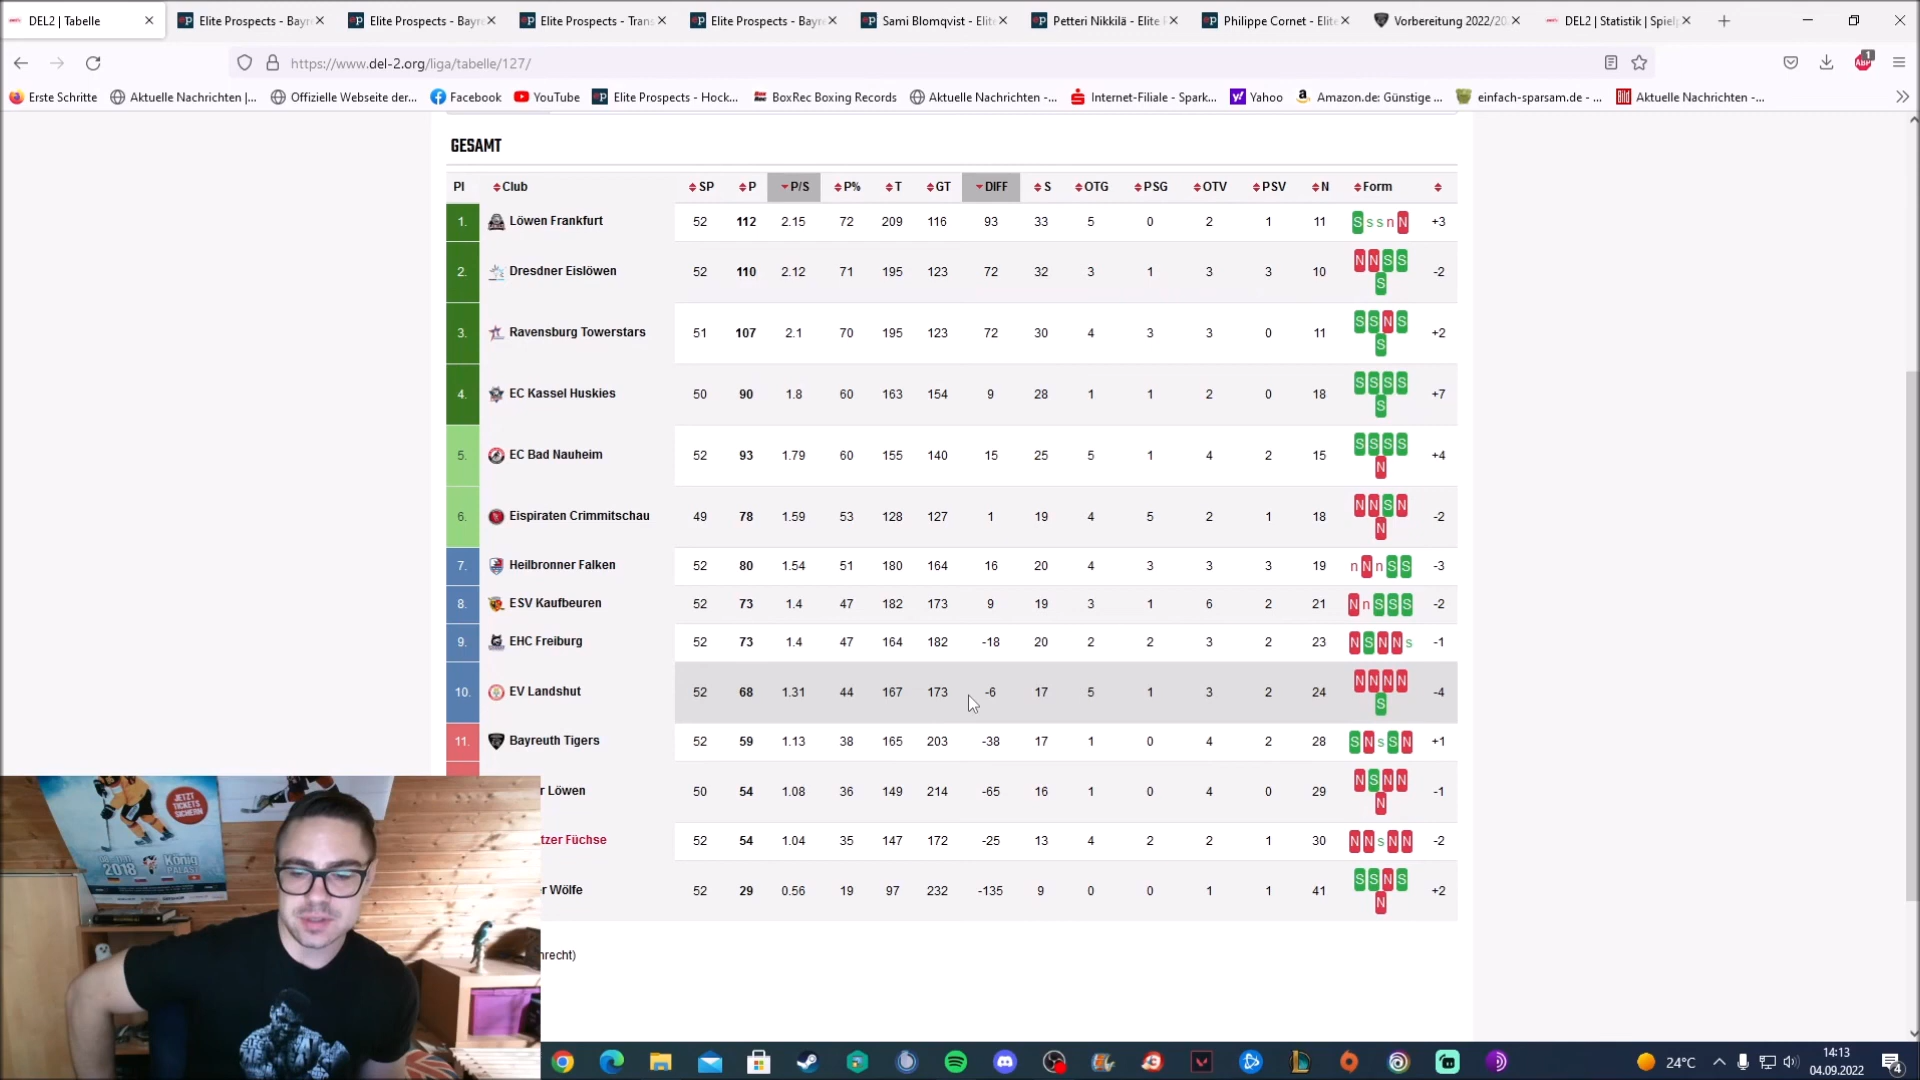 DEL2 | Tabelle
Elite Prospects - Bayr
Elite Prospects - Bayr
Elite Prospects - Trans
Elite Prospects - Bayr
Sami Blomqvist - Elite
Petteri Nikkilä - Elite
Philippe Cornet - Elite
Vorbereitung 2022/20
DEL2 | Statistik | Spiel
https://www.del-2.org/liga/tabelle/127/
Erste Schritte
Aktuelle Nachrichten |...
Offizielle Webseite der...
Facebook
YouTube
Elite Prospects - Hock...
BoxRec Boxing Records
Aktuelle Nachrichten -...
Internet-Filiale - Spark...
Yahoo
Amazon.de: Günstige ...
einfach-sparsam.de - ...
Aktuelle Nachrichten -...
GESAMT
Pl Club SP P P/S P% T GT DIFF S OTG PSG OTV PSV N Form
1. Löwen Frankfurt 52 112 2.15 72 209 116 93 33 5 0 2 1 11 S s s n N +3
2. Dresdner Eislöwen 52 110 2.12 71 195 123 72 32 3 1 3 3 10 N N S S S -2
3. Ravensburg Towerstars 51 107 2.1 70 195 123 72 30 4 3 3 0 11 S S N S S +2
4. EC Kassel Huskies 50 90 1.8 60 163 154 9 28 1 1 2 0 18 S S S S S +7
5. EC Bad Nauheim 52 93 1.79 60 155 140 15 25 5 1 4 2 15 S S S S N +4
6. Eispiraten Crimmitschau 49 78 1.59 53 128 127 1 19 4 5 2 1 18 N N S N N -2
7. Heilbronner Falken 52 80 1.54 51 180 164 16 20 4 3 3 3 19 n N n S S -3
8. ESV Kaufbeuren 52 73 1.4 47 182 173 9 19 3 1 6 2 21 N n S S S -2
9. EHC Freiburg 52 73 1.4 47 164 182 -18 20 2 2 3 2 23 N S N N s -1
10. EV Landshut 52 68 1.31 44 167 173 -6 17 5 1 3 2 24 N N N N S -4
11. Bayreuth Tigers 52 59 1.13 38 165 203 -38 17 1 0 4 2 28 S N s S N +1
r Löwen 50 54 1.08 36 149 214 -65 16 1 0 4 0 29 N S N N N -1
tzer Füchse 52 54 1.04 35 147 172 -25 13 4 2 2 1 30 N N s N N -2
r Wölfe 52 29 0.56 19 97 232 -135 9 0 0 1 1 41 S S N S N +2
nrecht)
JETZT TICKETS SICHERN
2018
König
PALAS
24°C
14:13
04.09.2022
4